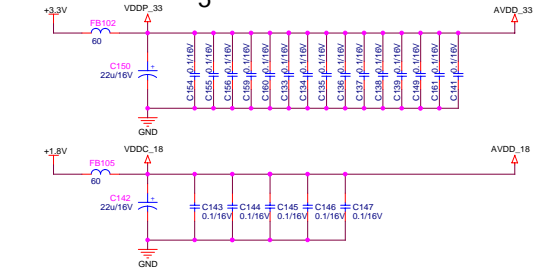 5
+3.3V
VDDP_33
AVDD_33
FB102
60
C150
22u/16V
C154 0.1/16V
C155 0.1/16V
C156 0.1/16V
C159 0.1/16V
C160 0.1/16V
C133 0.1/16V
C134 0.1/16V
C135 0.1/16V
C136 0.1/16V
C137 0.1/16V
C138 0.1/16V
C139 0.1/16V
C149 0.1/16V
C161 0.1/16V
C141 0.1/16V
GND
+1.8V
VDDC_18
AVDD_18
FB105
60
C142
22u/16V
C143 C144 C145 C146 C147
0.1/16V 0.1/16V 0.1/16V 0.1/16V 0.1/16V
GND